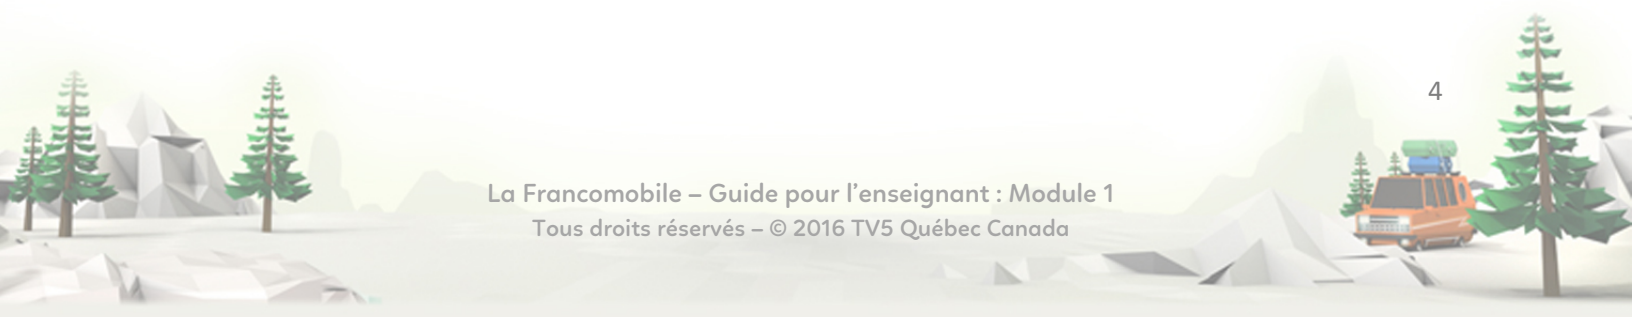 4
La Francomobile – Guide pour l'enseignant : Module 1
Tous droits réservés – © 2016 TV5 Québec Canada